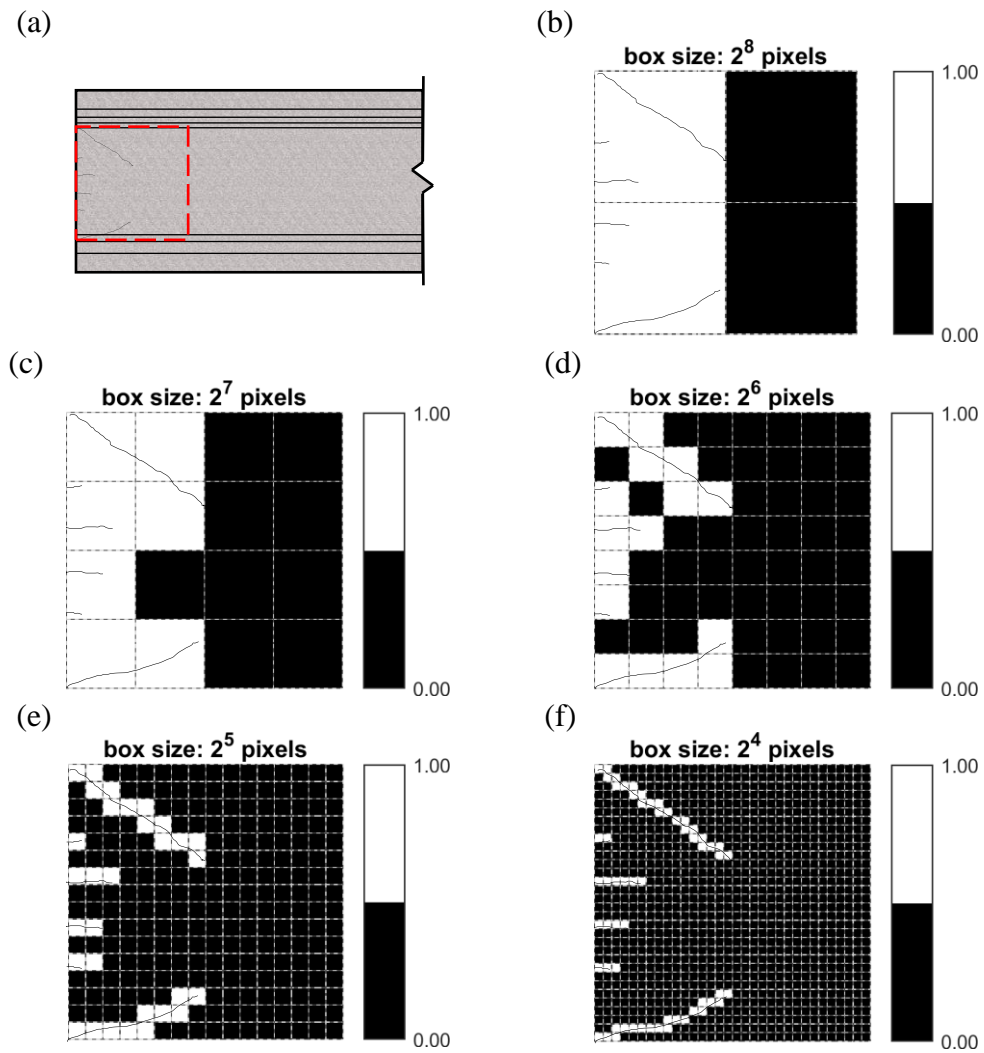 (a)
(b)
box size: 2^8 pixels
1.00
0.00
(c)
box size: 2^7 pixels
1.00
0.00
(d)
box size: 2^6 pixels
1.00
0.00
(e)
box size: 2^5 pixels
1.00
0.00
(f)
box size: 2^4 pixels
1.00
0.00